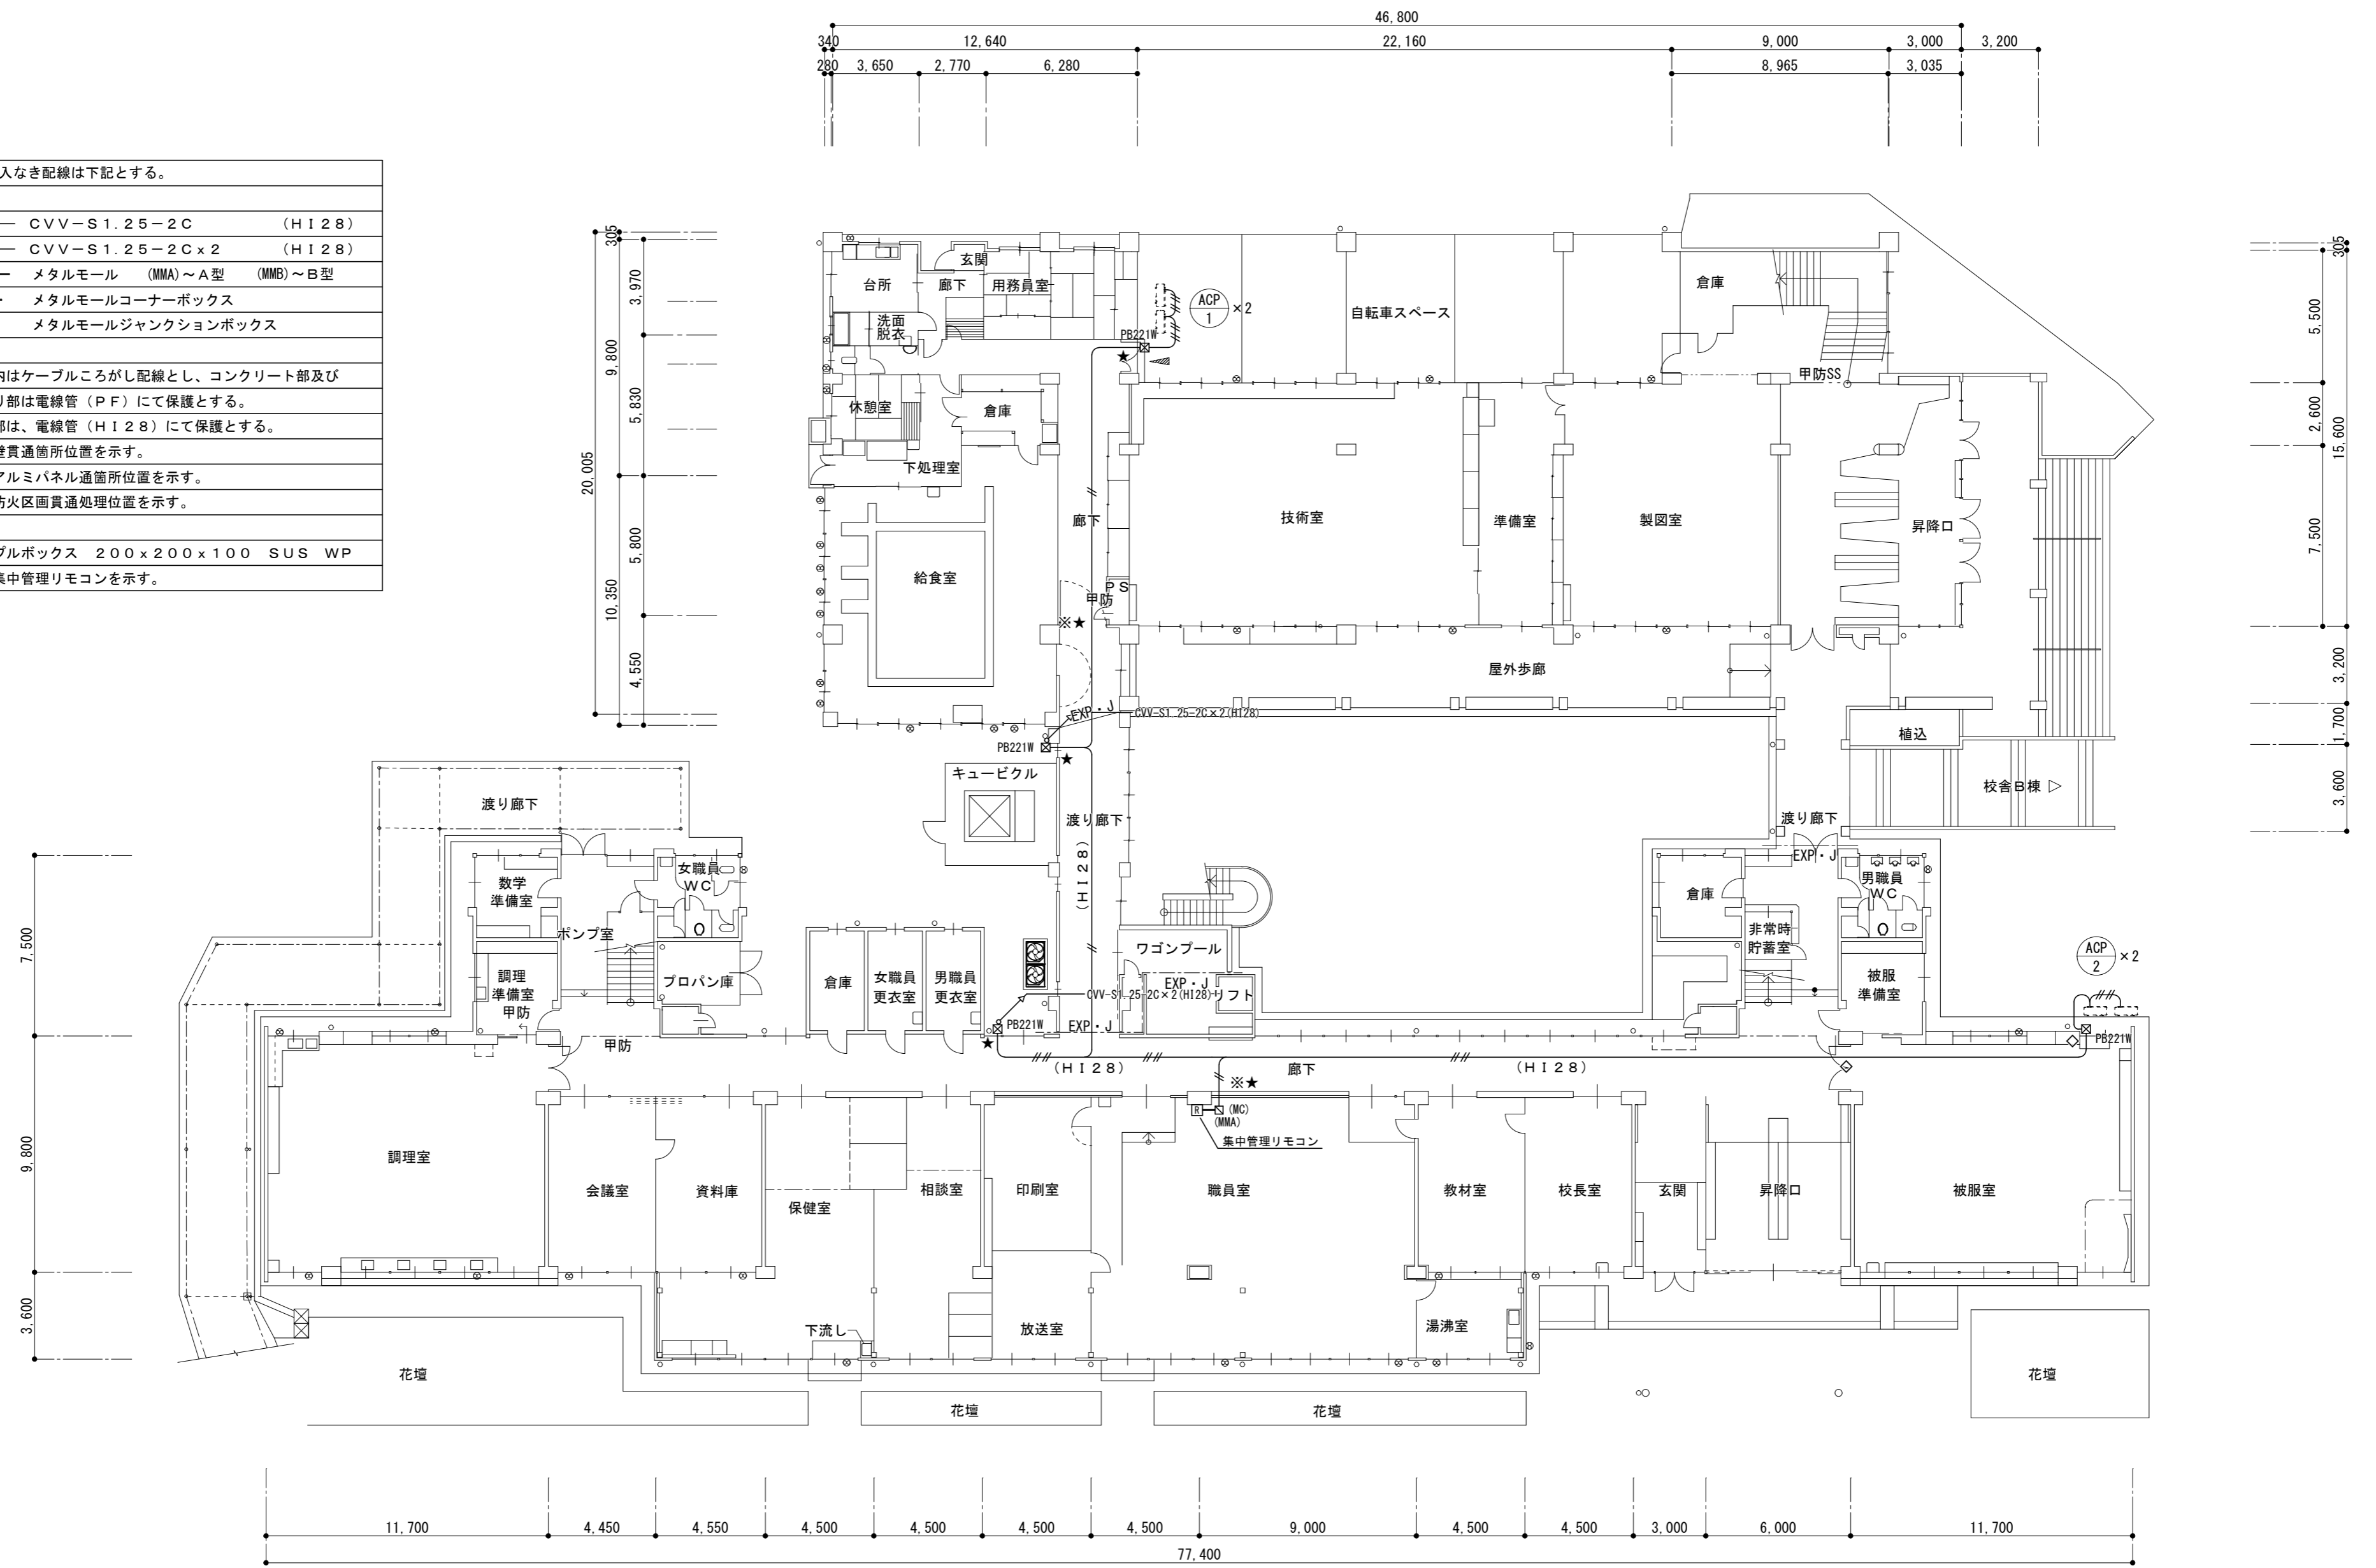 46,800
340 12,640 22,160 9,000 3,000 3,200
280 3,650 2,770 6,280 8,965 3,035
入なき配線は下記とする。
CVV-S1.25-2C (HI28)
CVV-S1.25-2Cx2 (HI28)
メタルモール (MMA)~A型 (MMB)~B型
メタルモールコーナーボックス
メタルモールジャンクションボックス
内はケーブルころがし配線とし、コンクリート部及び
り部は電線管(PF)にて保護とする。
部は、電線管(HI28)にて保護とする。
壁貫通箇所位置を示す。
アルミパネル通箇所位置を示す。
防火区画貫通処理位置を示す。
プルボックス 200x200x100 SUS WP
集中管理リモコンを示す。
305
3,970
9,800
5,830
20,005
5,800
10,350
4,550
305
5,500
2,600
15,600
7,500
3,200
1,700
3,600
台所
玄関
廊下
用務員室
洗面
脱衣
休憩室
倉庫
下処理室
給食室
ACP
1
×2
PB221W
★
自転車スペース
倉庫
甲防SS
廊下
技術室
準備室
製図室
昇降口
PS
甲防
※★
屋外歩廊
EXP・J
CVV-S1.25-2C×2(HI28)
PB221W
★
植込
校舎B棟 ▷
キュービクル
渡り廊下
渡り廊下
渡り廊下
(HI28)
EXP・J
数学
準備室
女職員
WC
ポンプ室
調理
準備室
甲防
プロパン庫
甲防
倉庫
女職員
更衣室
男職員
更衣室
ワゴンプール
EXP・J
CVV-S1.25-2C×2(HI28)
リフト
PB221W
EXP・J
★
倉庫
男職員
WC
非常時
貯蓄室
被服
準備室
ACP
2
×2
PB221W
(HI28)
廊下
(HI28)
※★
R
(MC)
(MMA)
集中管理リモコン
調理室
会議室
資料庫
保健室
相談室
印刷室
職員室
教材室
校長室
玄関
昇降口
被服室
下流し
放送室
湯沸室
花壇
花壇
花壇
花壇
7,500
9,800
3,600
11,700 4,450 4,550 4,500 4,500 4,500 4,500 9,000 4,500 4,500 3,000 6,000 11,700
77,400